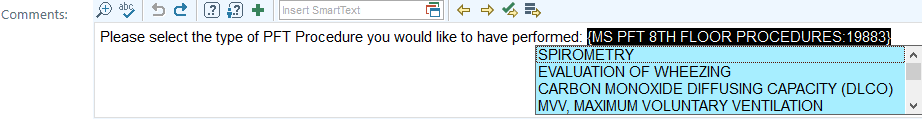 Comments:
abc
Insert SmartText
Please select the type of PFT Procedure you would like to have performed: {MS PFT 8TH FLOOR PROCEDURES:19883}
SPIROMETRY
EVALUATION OF WHEEZING
CARBON MONOXIDE DIFFUSING CAPACITY (DLCO)
MVV, MAXIMUM VOLUNTARY VENTILATION